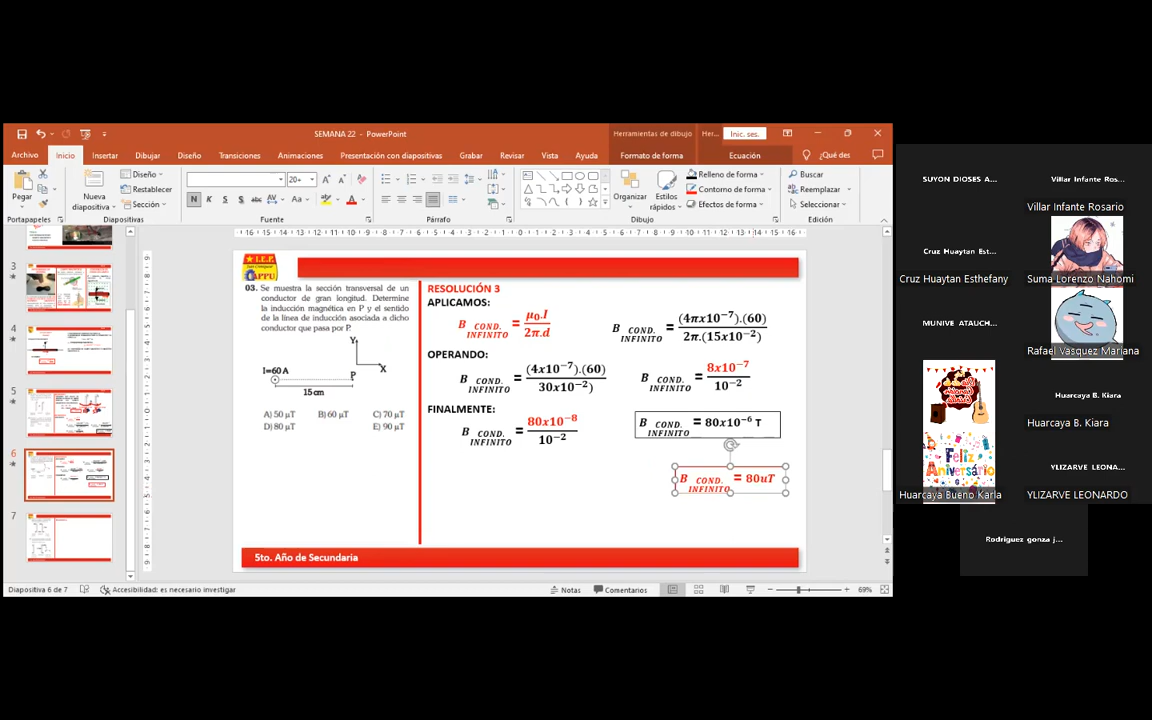 SEMANA 22 - PowerPoint
Herramientas de dibujo
Her...
Inic. ses.
Archivo
Inicio
Insertar
Dibujar
Diseño
Transiciones
Animaciones
Presentación con diapositivas
Grabar
Revisar
Vista
Ayuda
Formato de forma
Ecuación
¿Qué des
Pegar
Nueva
diapositiva
Diseño
Restablecer
Sección
20+
N K S
Aa
Organizar
Estilos
rápidos
Relleno de forma
Contorno de forma
Efectos de forma
Buscar
Reemplazar
Seleccionar
Portapapeles
Diapositivas
Fuente
Párrafo
Dibujo
Edición
3
4
5
6
7
I.E.P.
CAPPU
03. Se muestra la sección transversal de un
conductor de gran longitud. Determine
la inducción magnética en P y el sentido
de la línea de inducción asociada a dicho
conductor que pasa por P.
Y
X
I=60 A
P
15 cm
A) 50 μT B) 60 μT C) 70 μT
D) 80 μT E) 90 μT
RESOLUCIÓN 3
APLICAMOS:
B COND. INFINITO = μ₀.I / 2π.d
B COND. INFINITO = (4πx10⁻⁷).(60) / 2π.(15x10⁻²)
OPERANDO:
B COND. INFINITO = (4x10⁻⁷).(60) / 30x10⁻²)
B COND. INFINITO = 8x10⁻⁷ / 10⁻²
FINALMENTE:
B COND. INFINITO = 80x10⁻⁸ / 10⁻²
B COND. INFINITO = 80x10⁻⁶ T
B COND. INFINITO = 80uT
5to. Año de Secundaria
Diapositiva 6 de 7
Accesibilidad: es necesario investigar
Notas
Comentarios
69%
SUYON DIOSES A...
Villar Infante Ros...
Villar Infante Rosario
Cruz Huaytan Est...
Cruz Huaytan Esthefany
Suma Lorenzo Nahomi
MUNIVE ATAUCH...
Rafael Vasquez Mariana
Feliz
Aniversário
Huarcaya Bueno Karla
Huarcaya B. Kiara
Huarcaya B. Kiara
YLIZARVE LEONA...
YLIZARVE LEONARDO
Rodriguez gonza j...